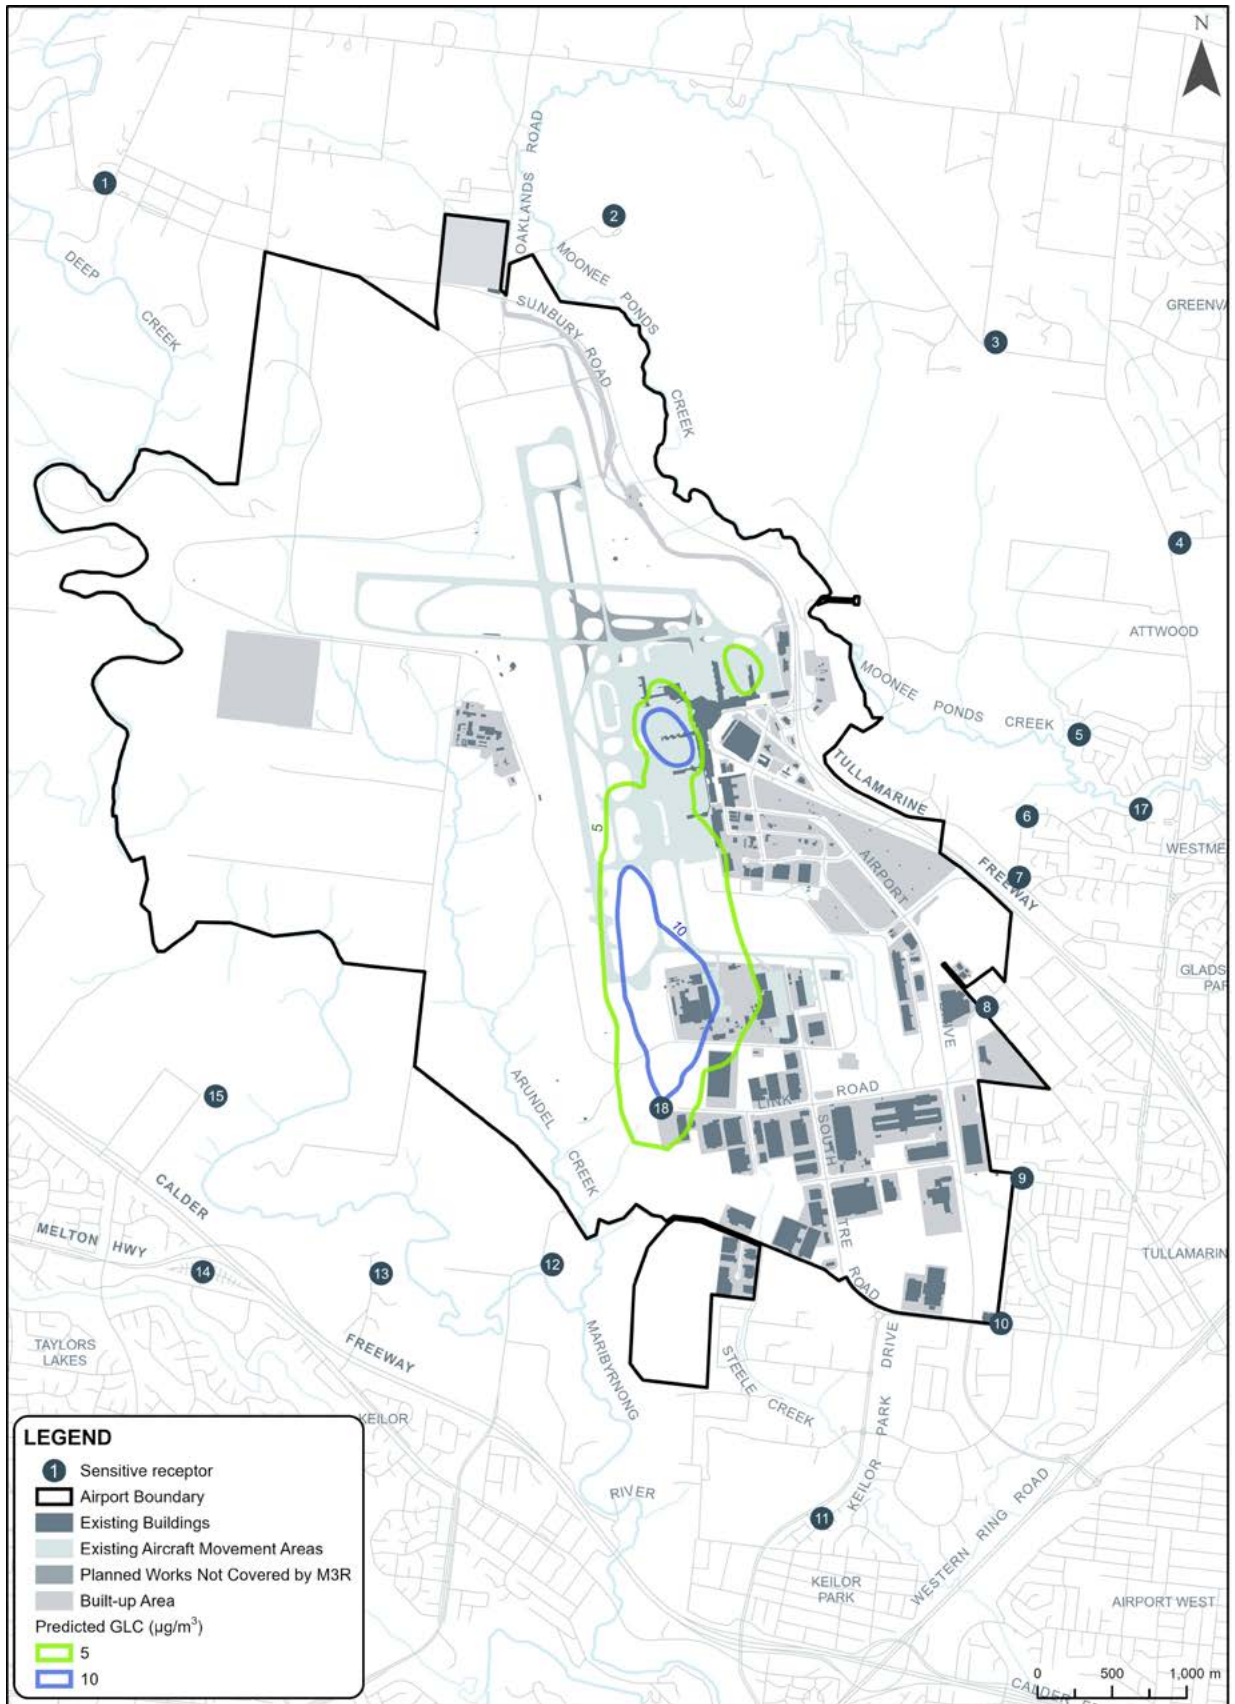 N
OAKLANDS ROAD
1
2
DEEP
CREEK
MOONEE PONDS
CREEK
SUNBURY ROAD
GREENVA
3
4
ATTWOOD
MOONEE PONDS CREEK
5
TULLAMARINE
FREEWAY
6
17
7
WESTME
AIRPORT
DRIVE
5
10
GLADS
PAR
8
15
ARUNDEL
CREEK
18
LINK ROAD
SOUTH
CENTRE
ROAD
9
CALDER
FREEWAY
MELTON HWY
14
13
12
TULLAMARIN
10
TAYLORS
LAKES
MARIBYRNONG
RIVER
STEELE CREEK
KEILOR PARK DRIVE
KEILOR
11
WESTERN RING ROAD
KEILOR
PARK
AIRPORT WEST
CALDER
LEGEND
1 Sensitive receptor
Airport Boundary
Existing Buildings
Existing Aircraft Movement Areas
Planned Works Not Covered by M3R
Built-up Area
Predicted GLC (µg/m³)
5
10
0 500 1,000 m